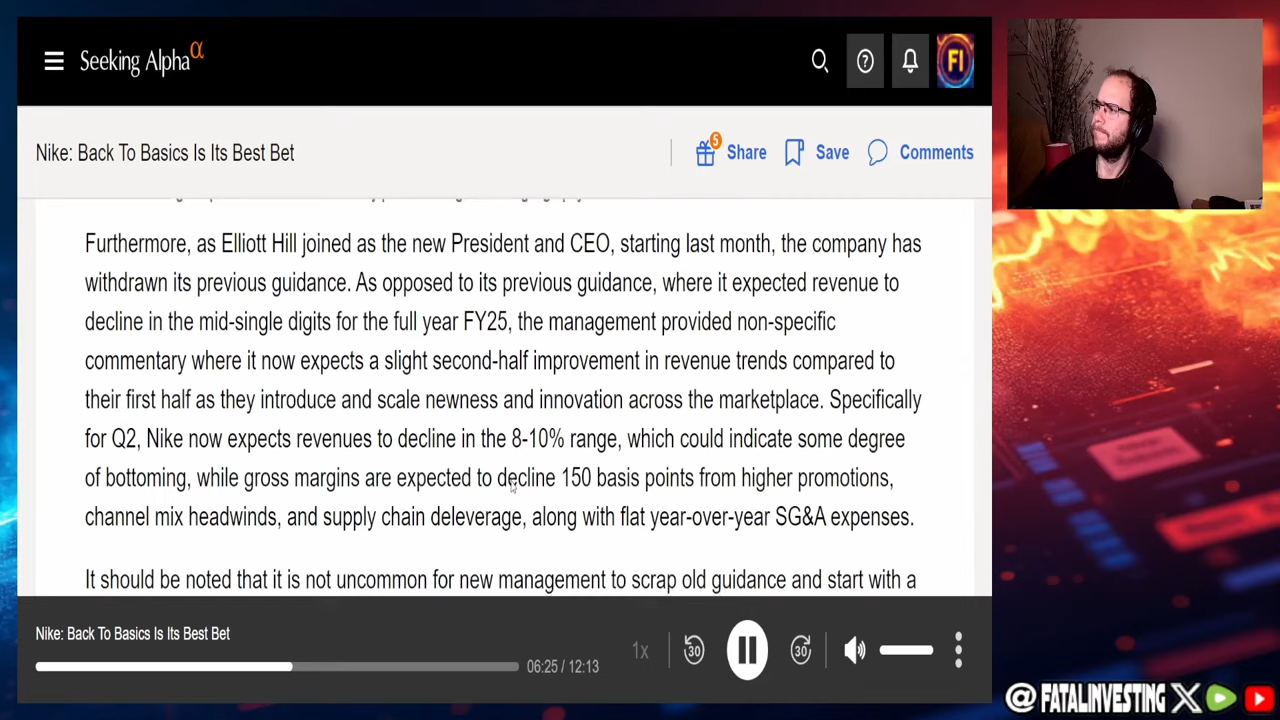 Seeking Alpha α
FI
Nike: Back To Basics Is Its Best Bet
5
Share
Save
Comments
Furthermore, as Elliott Hill joined as the new President and CEO, starting last month, the company has
withdrawn its previous guidance. As opposed to its previous guidance, where it expected revenue to
decline in the mid-single digits for the full year FY25, the management provided non-specific
commentary where it now expects a slight second-half improvement in revenue trends compared to
their first half as they introduce and scale newness and innovation across the marketplace. Specifically
for Q2, Nike now expects revenues to decline in the 8-10% range, which could indicate some degree
of bottoming, while gross margins are expected to decline 150 basis points from higher promotions,
channel mix headwinds, and supply chain deleverage, along with flat year-over-year SG&A expenses.
It should be noted that it is not uncommon for new management to scrap old guidance and start with a
Nike: Back To Basics Is Its Best Bet
06:25 / 12:13
1x
30
30
@FATALINVESTING